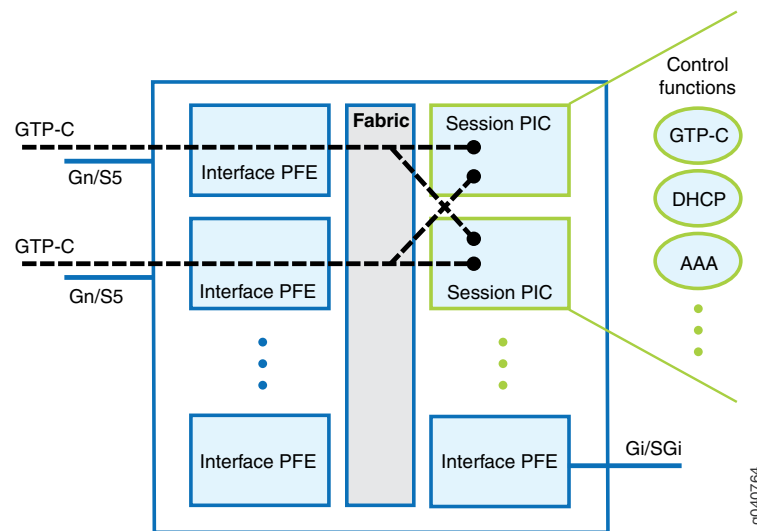 Control
functions
GTP-C
Gn/S5
Interface PFE
Fabric
Session PIC
GTP-C
DHCP
AAA
GTP-C
Gn/S5
Interface PFE
Session PIC
Interface PFE
Interface PFE
Gi/SGi
g040764